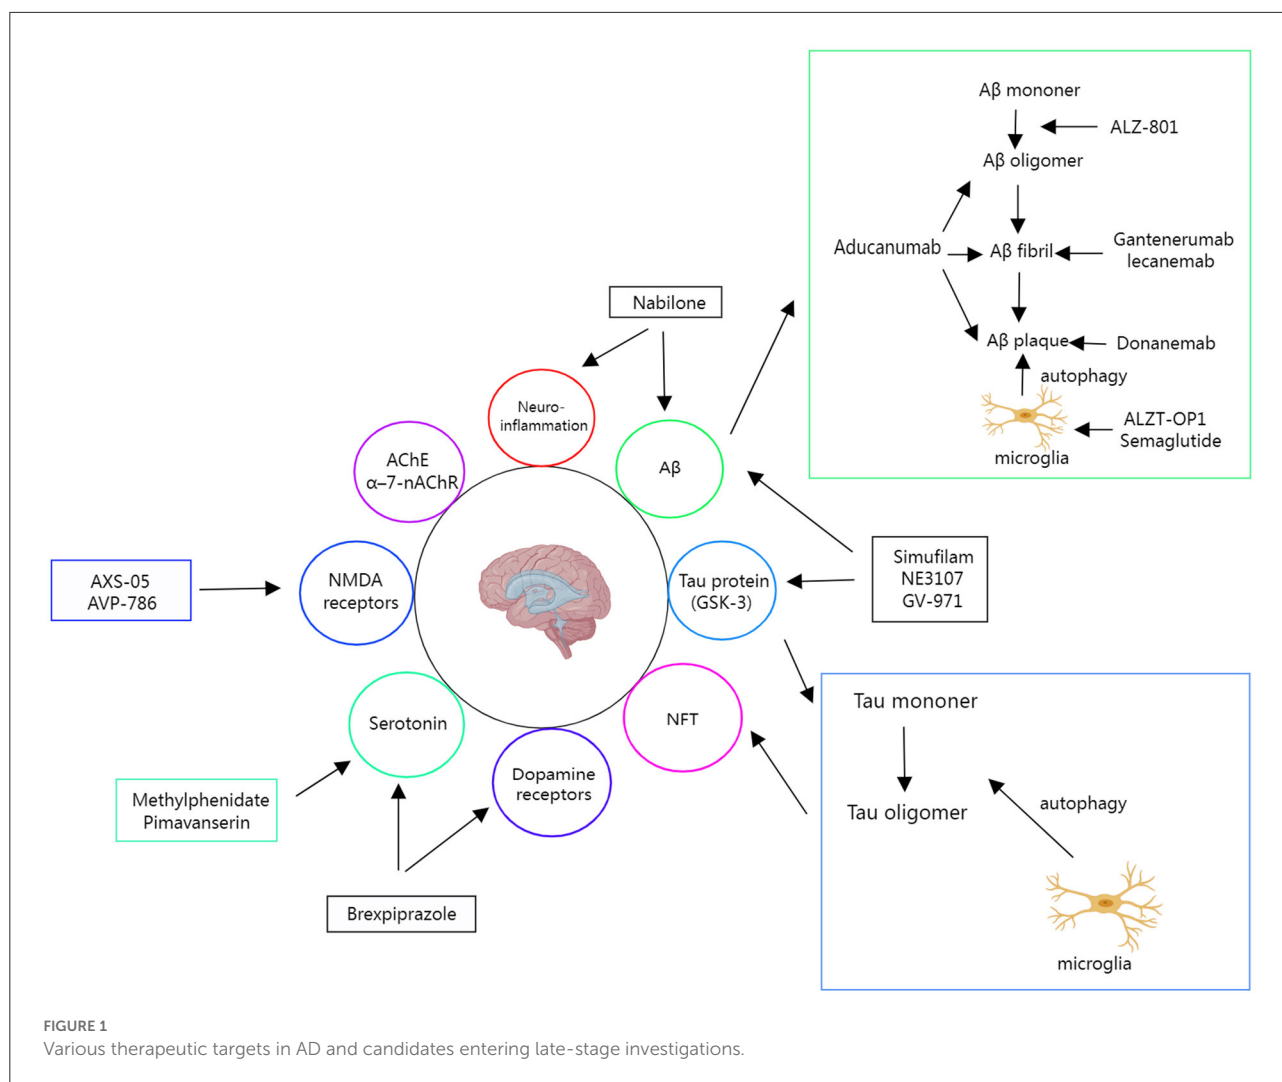 Aβ mononer
ALZ-801
Aβ oligomer
Aducanumab
Aβ fibril
Gantenerumab
lecanemab
Aβ plaque
Donanemab
autophagy
ALZT-OP1
Semaglutide
microglia
Nabilone
Neuro-
inflammation
AChE
α–7-nAChR
Aβ
AXS-05
AVP-786
NMDA
receptors
Tau protein
(GSK-3)
Simufilam
NE3107
GV-971
Serotonin
NFT
Dopamine
receptors
Methylphenidate
Pimavanserin
Brexpiprazole
Tau mononer
Tau oligomer
autophagy
microglia
FIGURE 1
Various therapeutic targets in AD and candidates entering late-stage investigations.